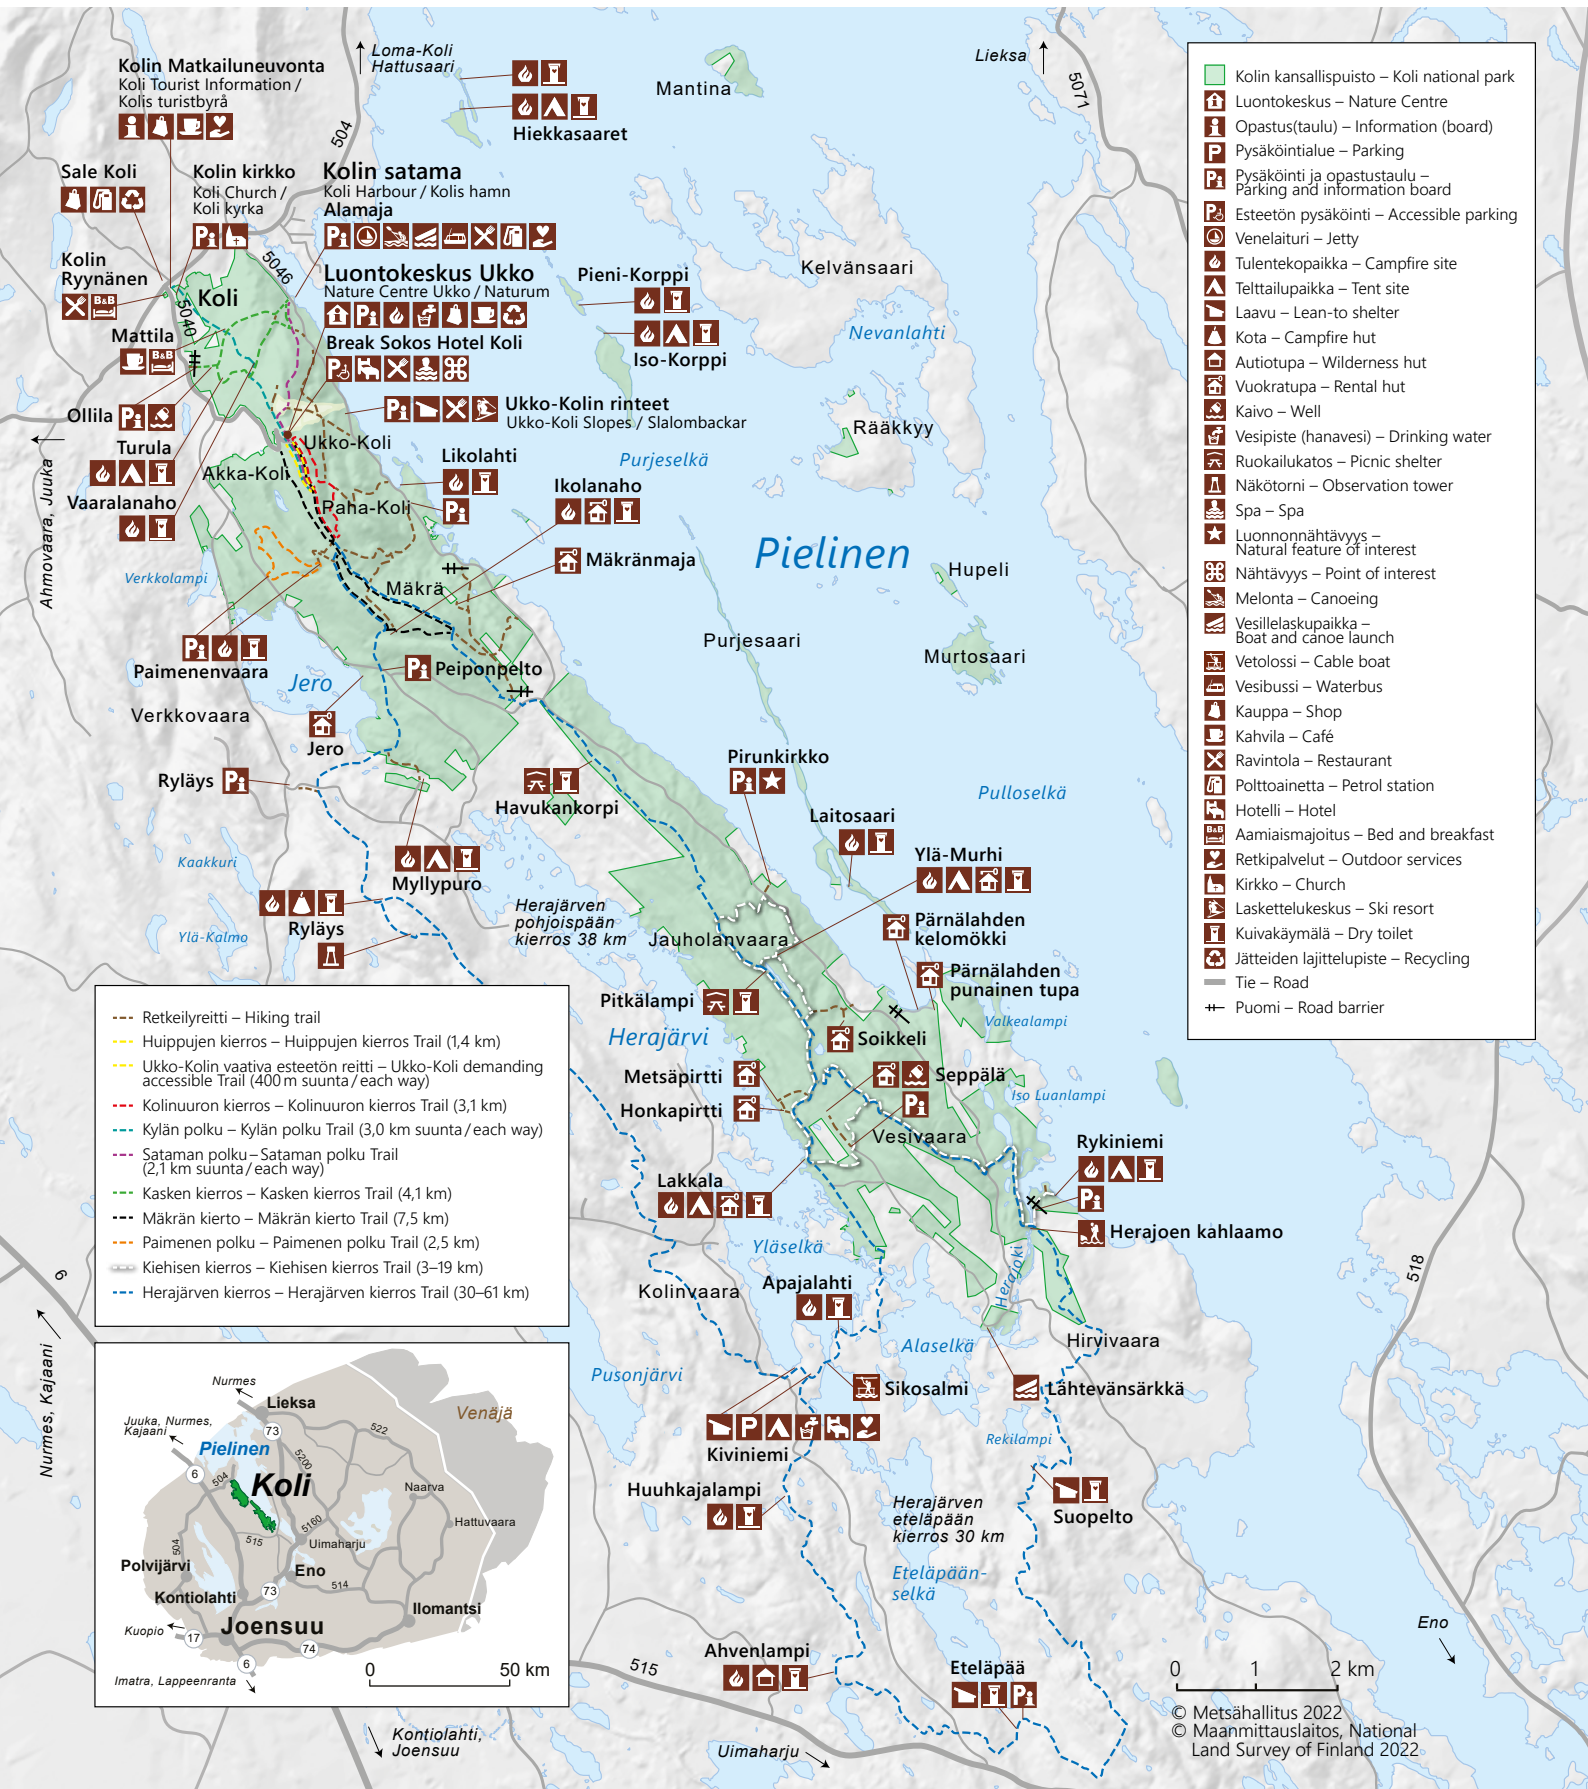 Loma-Koli
Hattusaari
Lieksa
5071
504
Kolin Matkailuneuvonta
Koli Tourist Information /
Kolis turistbyrå
Hiekkasaaret
Mantina
Sale Koli
Kolin kirkko
Koli Church /
Koli kyrka
Kolin satama
Koli Harbour / Kolis hamn
Alamaja
Kolin
Ryynänen
B&B
5046
Koli
5040
Luontokeskus Ukko
Nature Centre Ukko / Naturum
Break Sokos Hotel Koli
Pieni-Korppi
Iso-Korppi
Kelvänsaari
Nevanlahti
Mattila
B&B
Ollila
Ukko-Kolin rinteet
Ukko-Koli Slopes / Slalombackar
Rääkkyy
Turula
Ukko-Koli
Akka-Koli
Likolahti
Purjeselkä
Ahmovaara, Juuka
Vaaralanaho
Paha-Koli
Ikolanaho
Pielinen
Verkkolampi
Mäkrä
Mäkränmaja
Hupeli
Purjesaari
Murtosaari
Paimenenvaara
Peiponpelto
Jero
Verkkovaara
Jero
Ryläys
Havukankorpi
Pirunkirkko
Pulloselkä
Laitosaari
Kaakkuri
Myllypuro
Ylä-Murhi
Ryläys
Ylä-Kalmo
Herajärven
pohjoispään
kierros 38 km
Jauholanvaara
Pärnälahden
kelomökki
Pärnälahden
punainen tupa
Pitkälampi
Valkealampi
Herajärvi
Soikkeli
Metsäpirtti
Seppälä
Honkapirtti
Iso Luanlampi
Vesivaara
Rykiniemi
Lakkala
Herajoen kahlaamo
Yläselkä
Herajoki
Kolinvaara
Apajalahti
Hirvivaara
Alaselkä
Pusonjärvi
Sikosalmi
Lähtevänsärkkä
Kiviniemi
Rekilampi
Huuhkajalampi
Herajärven
eteläpään
kierros 30 km
Suopelto
Eteläpään-
selkä
Ahvenlampi
Eteläpää
515
518
Eno
Uimaharju
Kontiolahti,
Joensuu
6
Nurmes, Kajaani
0 1 2 km
© Metsähallitus 2022
© Maanmittauslaitos, National
Land Survey of Finland 2022
Kolin kansallispuisto – Koli national park
Luontokeskus – Nature Centre
Opastus(taulu) – Information (board)
Pysäköintialue – Parking
Pysäköinti ja opastustaulu –
Parking and information board
Esteetön pysäköinti – Accessible parking
Venelaituri – Jetty
Tulentekopaikka – Campfire site
Telttailupaikka – Tent site
Laavu – Lean-to shelter
Kota – Campfire hut
Autiotupa – Wilderness hut
Vuokratupa – Rental hut
Kaivo – Well
Vesipiste (hanavesi) – Drinking water
Ruokailukatos – Picnic shelter
Näkötorni – Observation tower
Spa – Spa
Luonnonnähtävyys –
Natural feature of interest
Nähtävyys – Point of interest
Melonta – Canoeing
Vesillelaskupaikka –
Boat and canoe launch
Vetolossi – Cable boat
Vesibussi – Waterbus
Kauppa – Shop
Kahvila – Café
Ravintola – Restaurant
Polttoainetta – Petrol station
Hotelli – Hotel
B&B Aamiaismajoitus – Bed and breakfast
Retkipalvelut – Outdoor services
Kirkko – Church
Laskettelukeskus – Ski resort
Kuivakäymälä – Dry toilet
Jätteiden lajittelupiste – Recycling
Tie – Road
Puomi – Road barrier
Retkeilyreitti – Hiking trail
Huippujen kierros – Huippujen kierros Trail (1,4 km)
Ukko-Kolin vaativa esteetön reitti – Ukko-Koli demanding
accessible Trail (400 m suunta / each way)
Kolinuuron kierros – Kolinuuron kierros Trail (3,1 km)
Kylän polku – Kylän polku Trail (3,0 km suunta / each way)
Sataman polku – Sataman polku Trail
(2,1 km suunta / each way)
Kasken kierros – Kasken kierros Trail (4,1 km)
Mäkrän kierto – Mäkrän kierto Trail (7,5 km)
Paimenen polku – Paimenen polku Trail (2,5 km)
Kiehisen kierros – Kiehisen kierros Trail (3–19 km)
Herajärven kierros – Herajärven kierros Trail (30–61 km)
Nurmes
Lieksa
Juuka, Nurmes,
Kajaani
73
522
Venäjä
Pielinen
5200
6
504
Koli
Naarva
5160
Hattuvaara
515
Uimaharju
504
Polvijärvi
Eno
73
514
Kontiolahti
Ilomantsi
Joensuu
Kuopio
17
74
6
Imatra, Lappeenranta
0 50 km